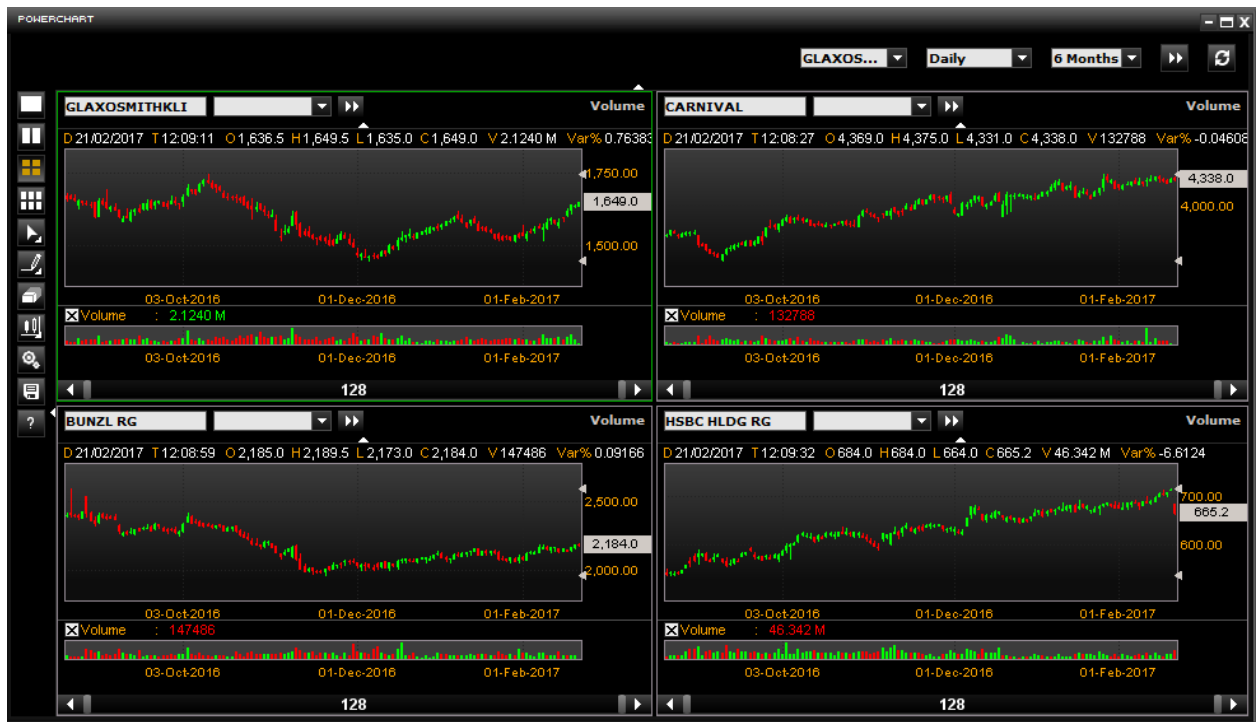 POWERCHART
GLAXOS... Daily 6 Months
GLAXOSMITHKLI Volume
D 21/02/2017 T 12:09:11 O 1,636.5 H 1,649.5 L 1,635.0 C 1,649.0 V 2.1240 M Var% 0.76383
1,750.00
1,649.0
1,500.00
03-Oct-2016 01-Dec-2016 01-Feb-2017
Volume : 2.1240 M
03-Oct-2016 01-Dec-2016 01-Feb-2017
128
CARNIVAL Volume
D 21/02/2017 T 12:08:27 O 4,369.0 H 4,375.0 L 4,331.0 C 4,338.0 V 132788 Var% -0.04608
4,338.0
4,000.00
03-Oct-2016 01-Dec-2016 01-Feb-2017
Volume : 132788
03-Oct-2016 01-Dec-2016 01-Feb-2017
128
?
BUNZL RG Volume
D 21/02/2017 T 12:08:59 O 2,185.0 H 2,189.5 L 2,173.0 C 2,184.0 V 147486 Var% 0.09166
2,500.00
2,184.0
2,000.00
03-Oct-2016 01-Dec-2016 01-Feb-2017
Volume : 147486
03-Oct-2016 01-Dec-2016 01-Feb-2017
128
HSBC HLDG RG Volume
D 21/02/2017 T 12:09:32 O 684.0 H 684.0 L 664.0 C 665.2 V 46.342 M Var% -6.6124
700.00
665.2
600.00
03-Oct-2016 01-Dec-2016 01-Feb-2017
Volume : 46.342 M
03-Oct-2016 01-Dec-2016 01-Feb-2017
128